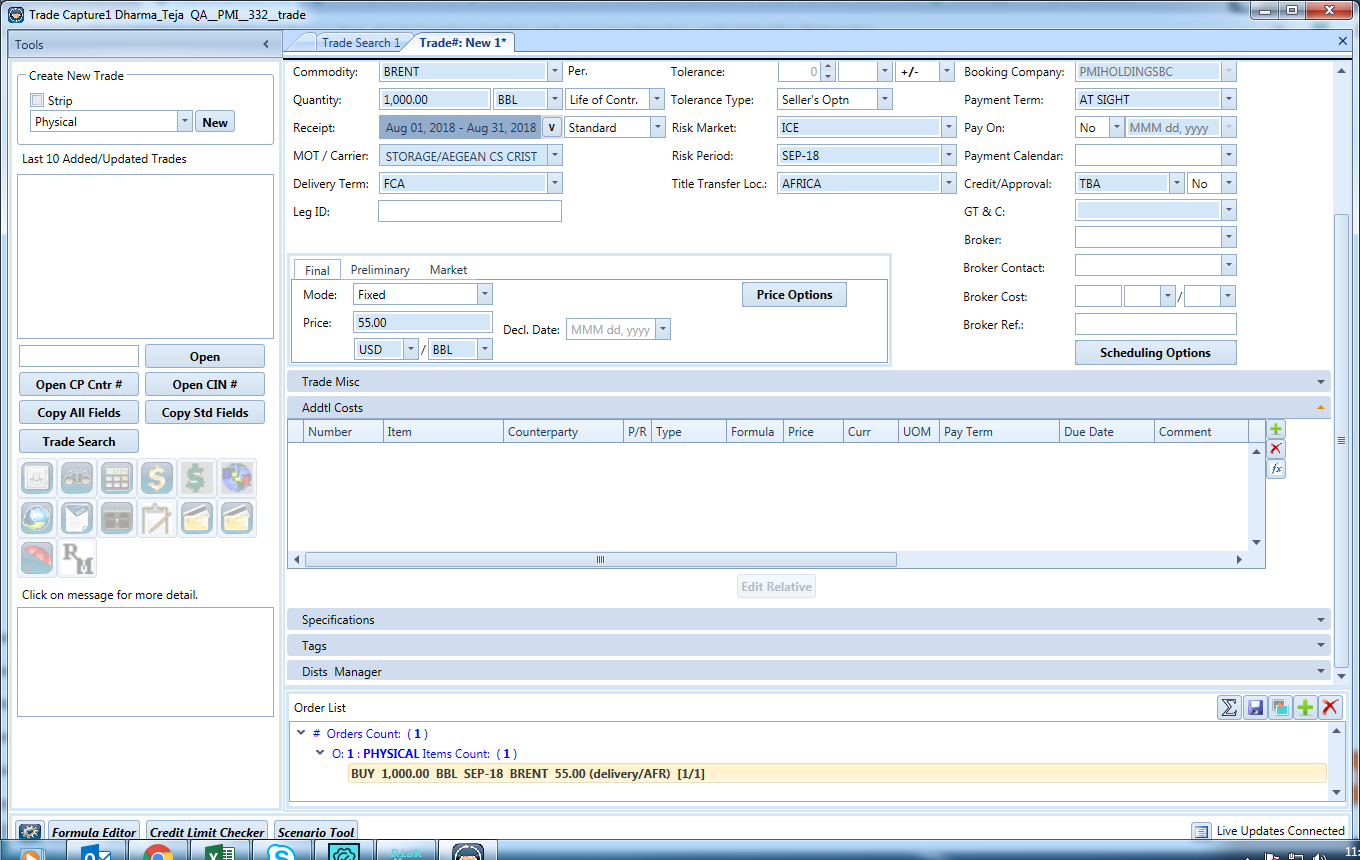 Trade Capture1 Dharma_Teja QA__PMI__332__trade
Tools
Trade Search 1 Trade#: New 1*
Create New Trade
Strip
Physical New
Last 10 Added/Updated Trades
Open
Open CP Cntr # Open CIN #
Copy All Fields Copy Std Fields
Trade Search
RM
Click on message for more detail.
Commodity: BRENT Per. Tolerance: 0 +/- Booking Company: PMIHOLDINGSBC
Quantity: 1,000.00 BBL Life of Contr. Tolerance Type: Seller's Optn Payment Term: AT SIGHT
Receipt: Aug 01, 2018 - Aug 31, 2018 v Standard Risk Market: ICE Pay On: No MMM dd, yyyy
MOT / Carrier: STORAGE/AEGEAN CS CRIST Risk Period: SEP-18 Payment Calendar:
Delivery Term: FCA Title Transfer Loc.: AFRICA Credit/Approval: TBA No
Leg ID: GT & C:
Broker:
Broker Contact:
Broker Cost: /
Broker Ref.:
Scheduling Options
Final Preliminary Market
Mode: Fixed Price Options
Price: 55.00 Decl. Date: MMM dd, yyyy
USD / BBL
Trade Misc
Addtl Costs
Number Item Counterparty P/R Type Formula Price Curr UOM Pay Term Due Date Comment
fx
Edit Relative
Specifications
Tags
Dists Manager
Order List
# Orders Count: ( 1 )
O: 1 : PHYSICAL Items Count: ( 1 )
BUY 1,000.00 BBL SEP-18 BRENT 55.00 (delivery/AFR) [1/1]
Formula Editor Credit Limit Checker Scenario Tool Live Updates Connected
Risk